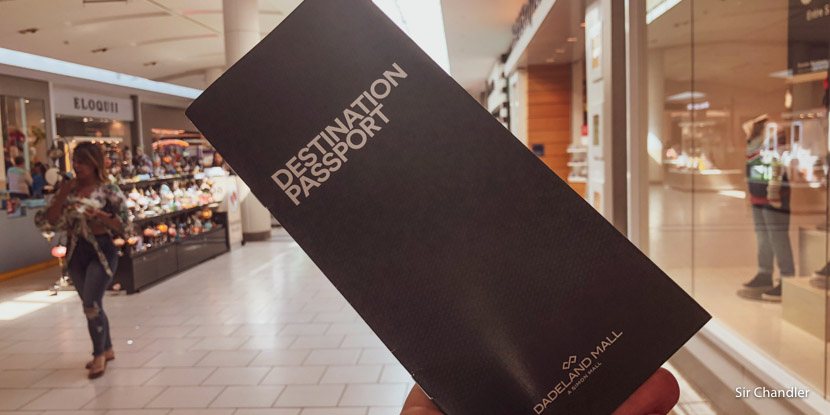 ELOQUII
DESTINATION
PASSPORT
DADELAND MALL
A SIMON MALL
Sir Chandler